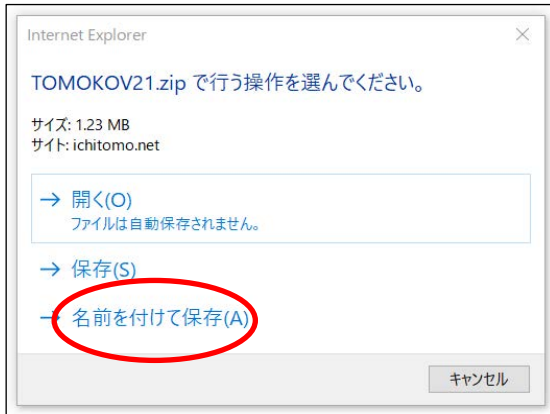 Internet Explorer
TOMOKOV21.zip で行う操作を選んでください。
サイズ: 1.23 MB
サイト: ichitomo.net
→ 開く(O)
ファイルは自動保存されません。
→ 保存(S)
→ 名前を付けて保存(A)
キャンセル